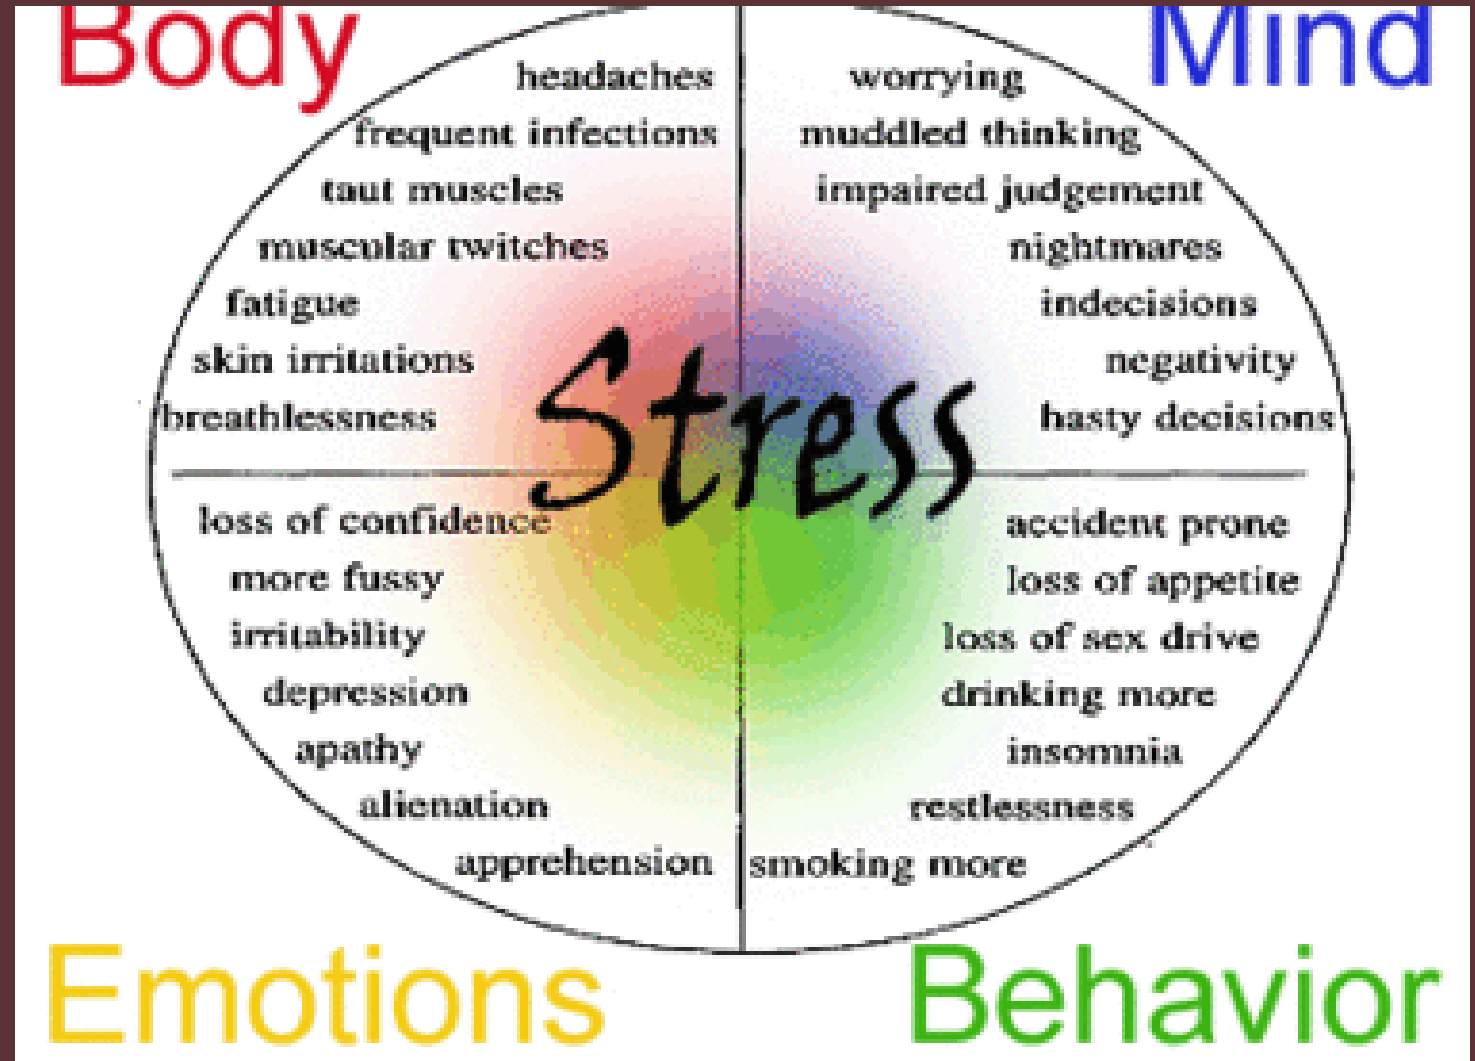 Body
headaches
frequent infections
taut muscles
muscular twitches
fatigue
skin irritations
breathlessness
Mind
worrying
muddled thinking
impaired judgement
nightmares
indecisions
negativity
hasty decisions
Stress
loss of confidence
more fussy
irritability
depression
apathy
alienation
apprehension
Emotions
accident prone
loss of appetite
loss of sex drive
drinking more
insomnia
restlessness
smoking more
Behavior